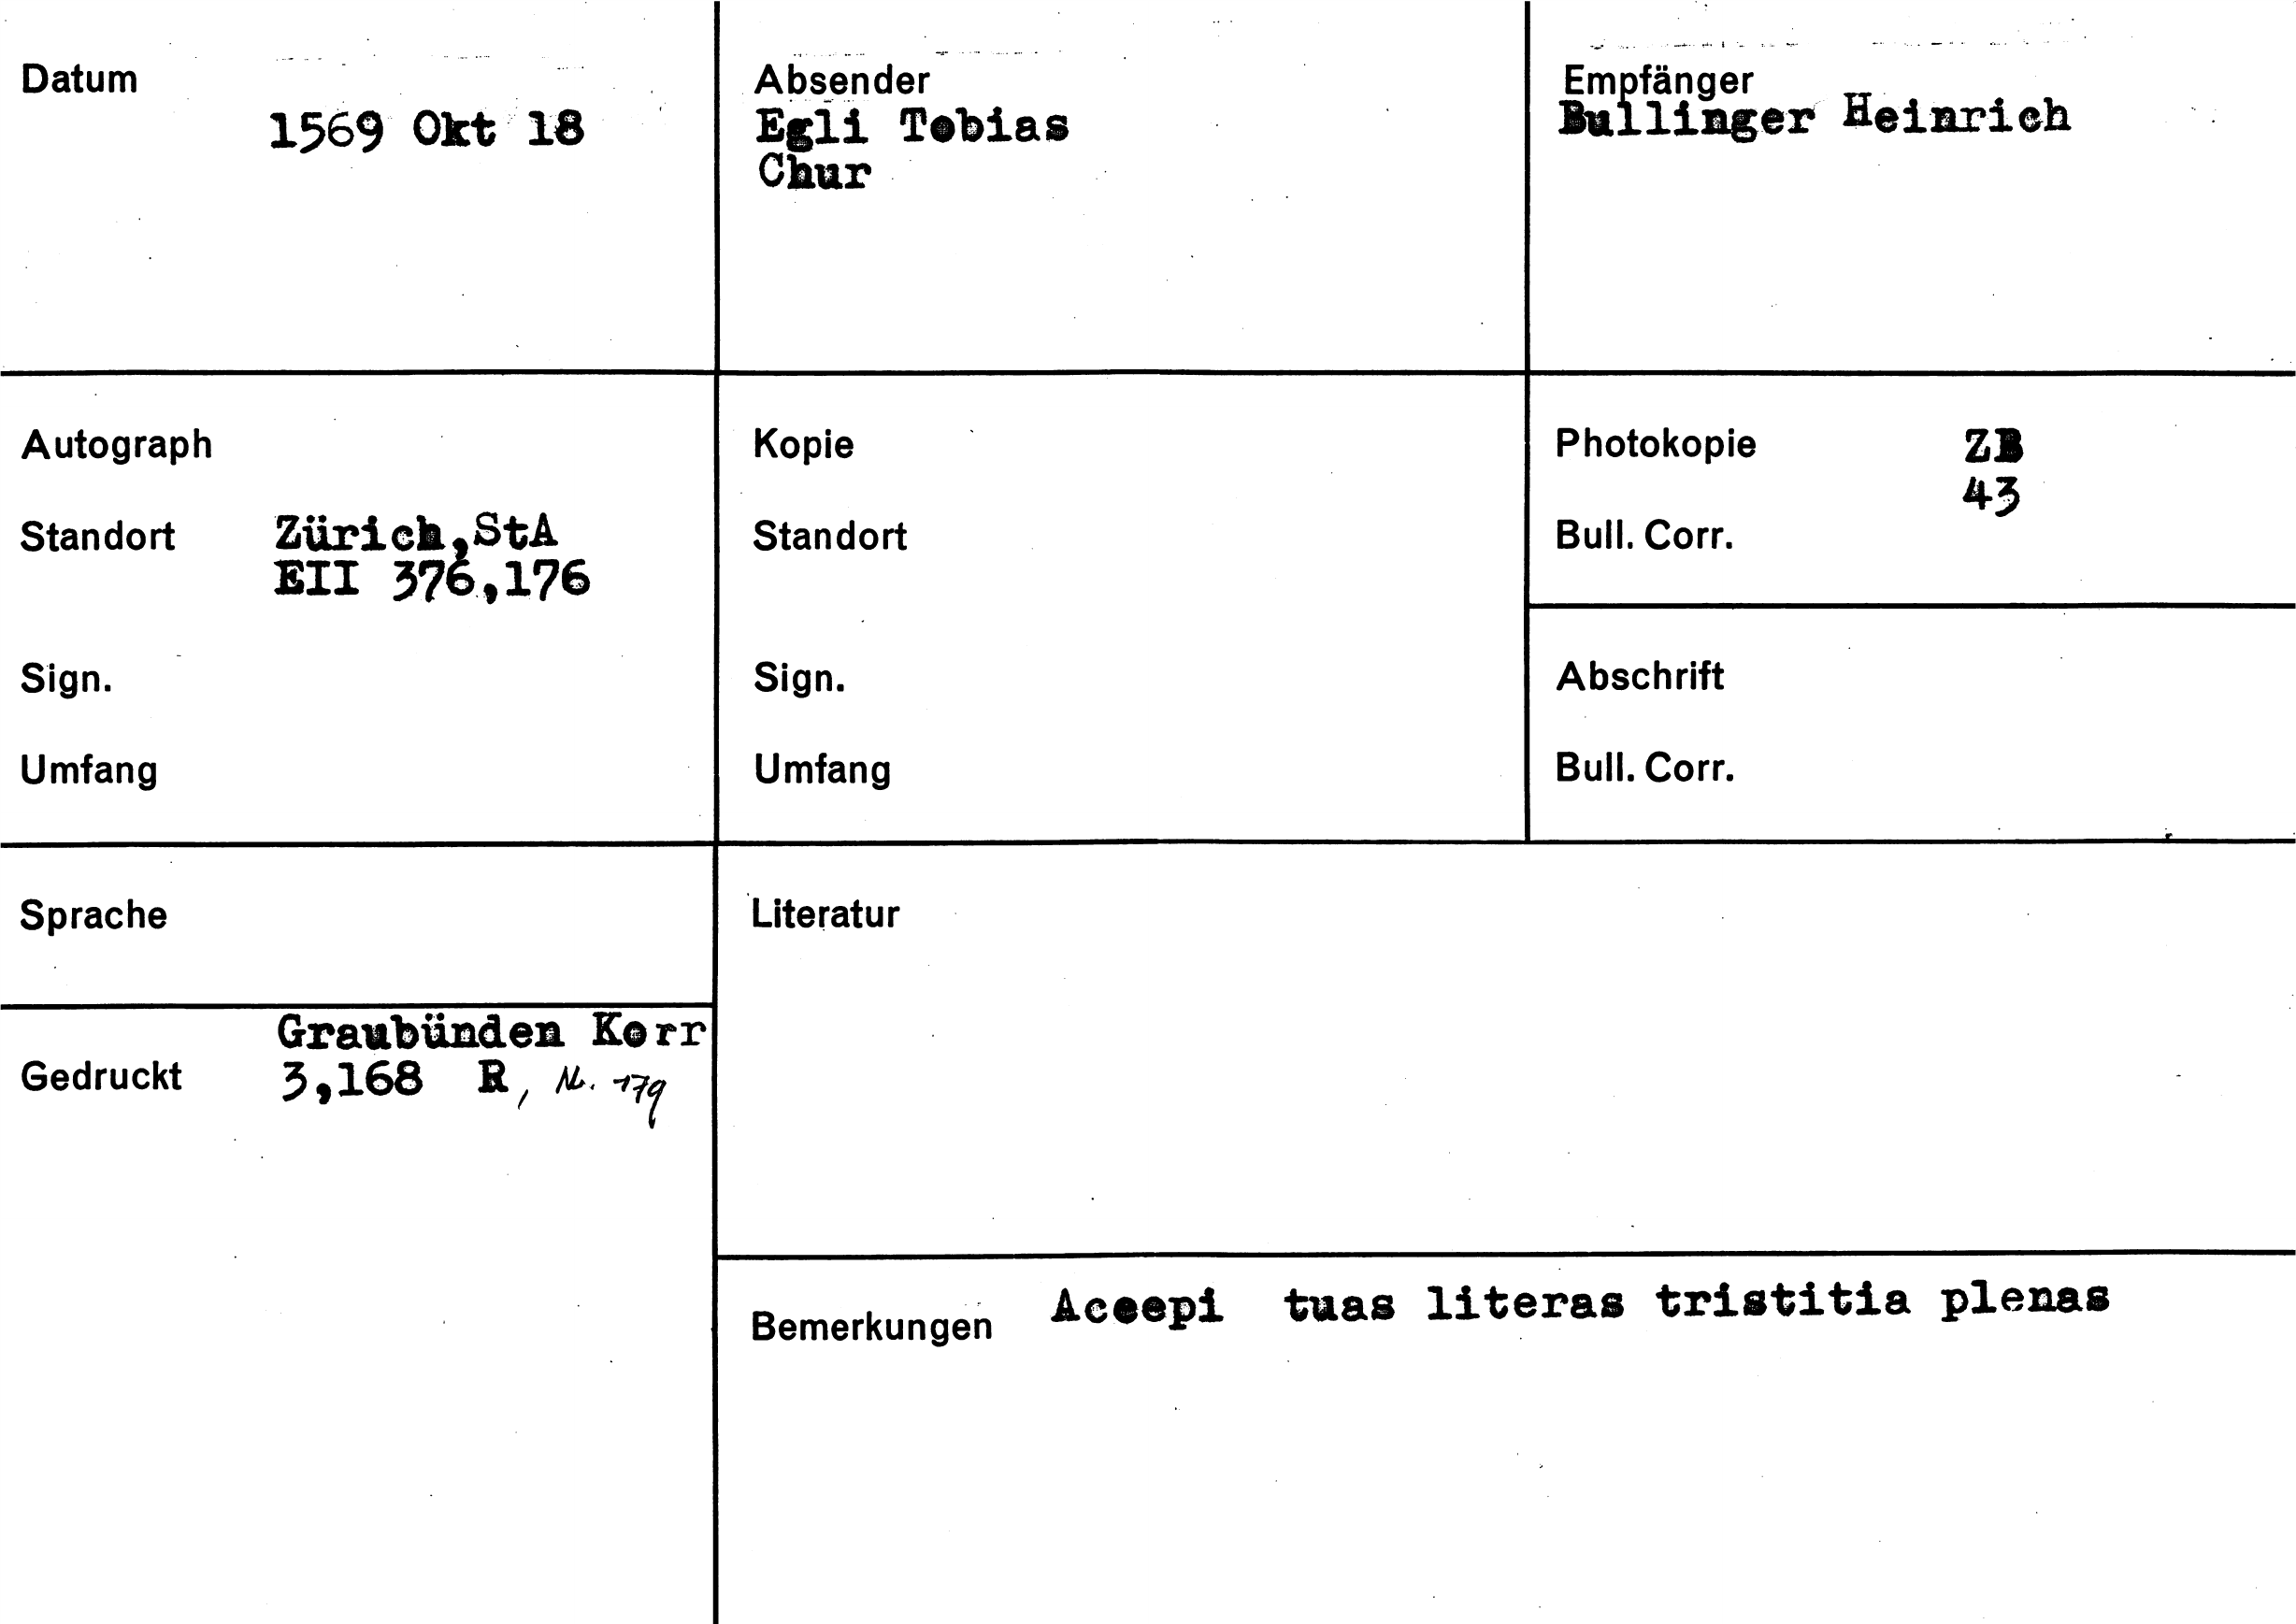 Datum
1569 Okt 18
Absender
Egli Tobias
Chur
Empfänger
Bullinger Heinrich
Autograph
Standort
Zürich,StA
EII 376,176
Sign.
Umfang
Kopie
Standort
Sign.
Umfang
Photokopie
ZB
43
Bull. Corr.
Abschrift
Bull. Corr.
Sprache
Literatur
Graubünden Korr
Gedruckt
3,168 R, Nr. 179
Bemerkungen
Accepi tuas literas tristitia plenas